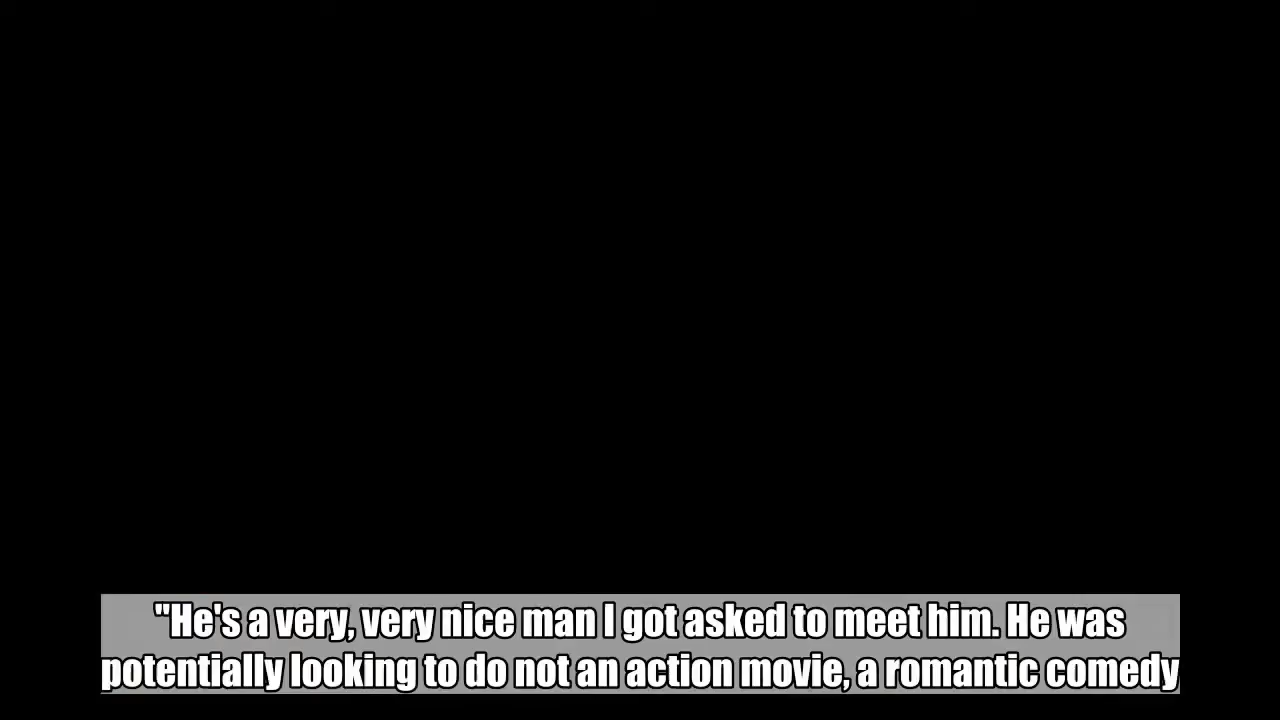 "He's a very, very nice man I got asked to meet him. He was
potentially looking to do not an action movie, a romantic comedy